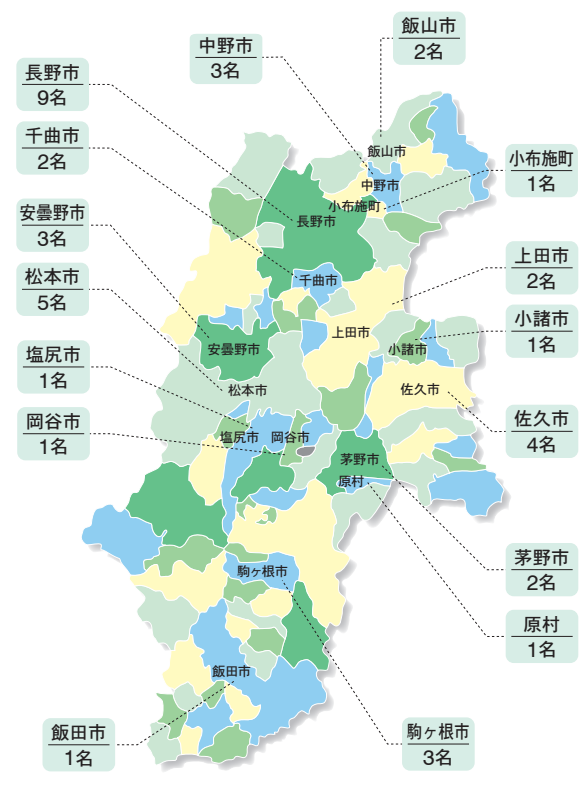 飯山市
2名
中野市
3名
長野市
9名
千曲市
2名
安曇野市
3名
松本市
5名
塩尻市
1名
岡谷市
1名
小布施町
1名
上田市
2名
小諸市
1名
佐久市
4名
茅野市
2名
原村
1名
駒ヶ根市
3名
飯田市
1名
飯山市
中野市
小布施町
長野市
千曲市
上田市
安曇野市
小諸市
松本市
佐久市
塩尻市
岡谷市
茅野市
原村
駒ヶ根市
飯田市